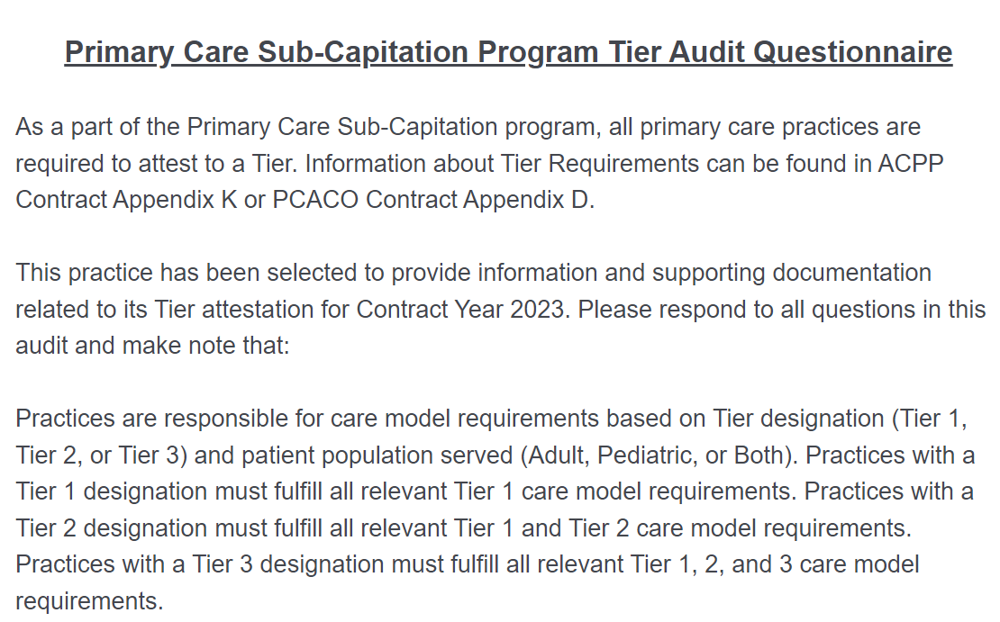 Primary Care Sub-Capitation Program Tier Audit Questionnaire
As a part of the Primary Care Sub-Capitation program, all primary care practices are
required to attest to a Tier. Information about Tier Requirements can be found in ACPP
Contract Appendix K or PCACO Contract Appendix D.
This practice has been selected to provide information and supporting documentation
related to its Tier attestation for Contract Year 2023. Please respond to all questions in this
audit and make note that:
Practices are responsible for care model requirements based on Tier designation (Tier 1,
Tier 2, or Tier 3) and patient population served (Adult, Pediatric, or Both). Practices with a
Tier 1 designation must fulfill all relevant Tier 1 care model requirements. Practices with a
Tier 2 designation must fulfill all relevant Tier 1 and Tier 2 care model requirements.
Practices with a Tier 3 designation must fulfill all relevant Tier 1, 2, and 3 care model
requirements.